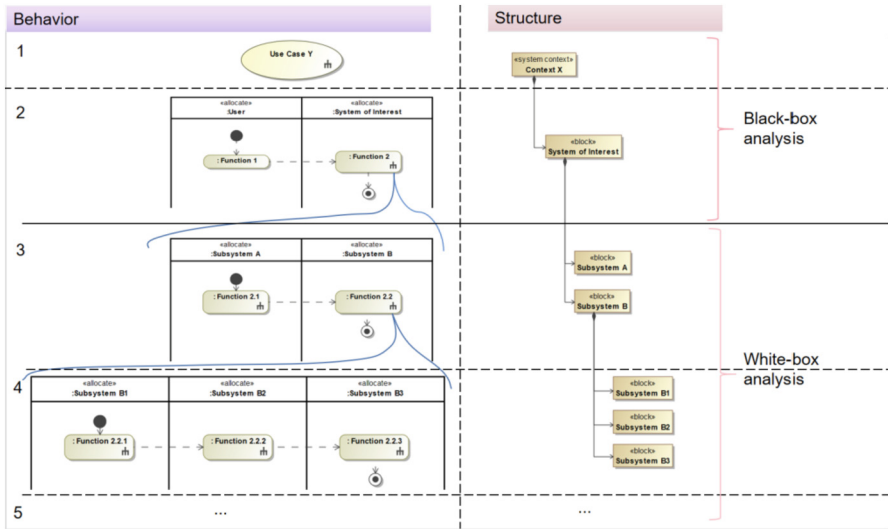 Behavior
Structure
1
Use Case Y
«system context»
Context X
2
«allocate»
:User
«allocate»
:System of Interest
: Function 1
: Function 2
«block»
System of Interest
Black-box
analysis
3
«allocate»
:Subsystem A
«allocate»
:Subsystem B
: Function 2.1
: Function 2.2
«block»
Subsystem A
«block»
Subsystem B
White-box
analysis
4
«allocate»
:Subsystem B1
«allocate»
:Subsystem B2
«allocate»
:Subsystem B3
: Function 2.2.1
: Function 2.2.2
: Function 2.2.3
«block»
Subsystem B1
«block»
Subsystem B2
«block»
Subsystem B3
5
...
...